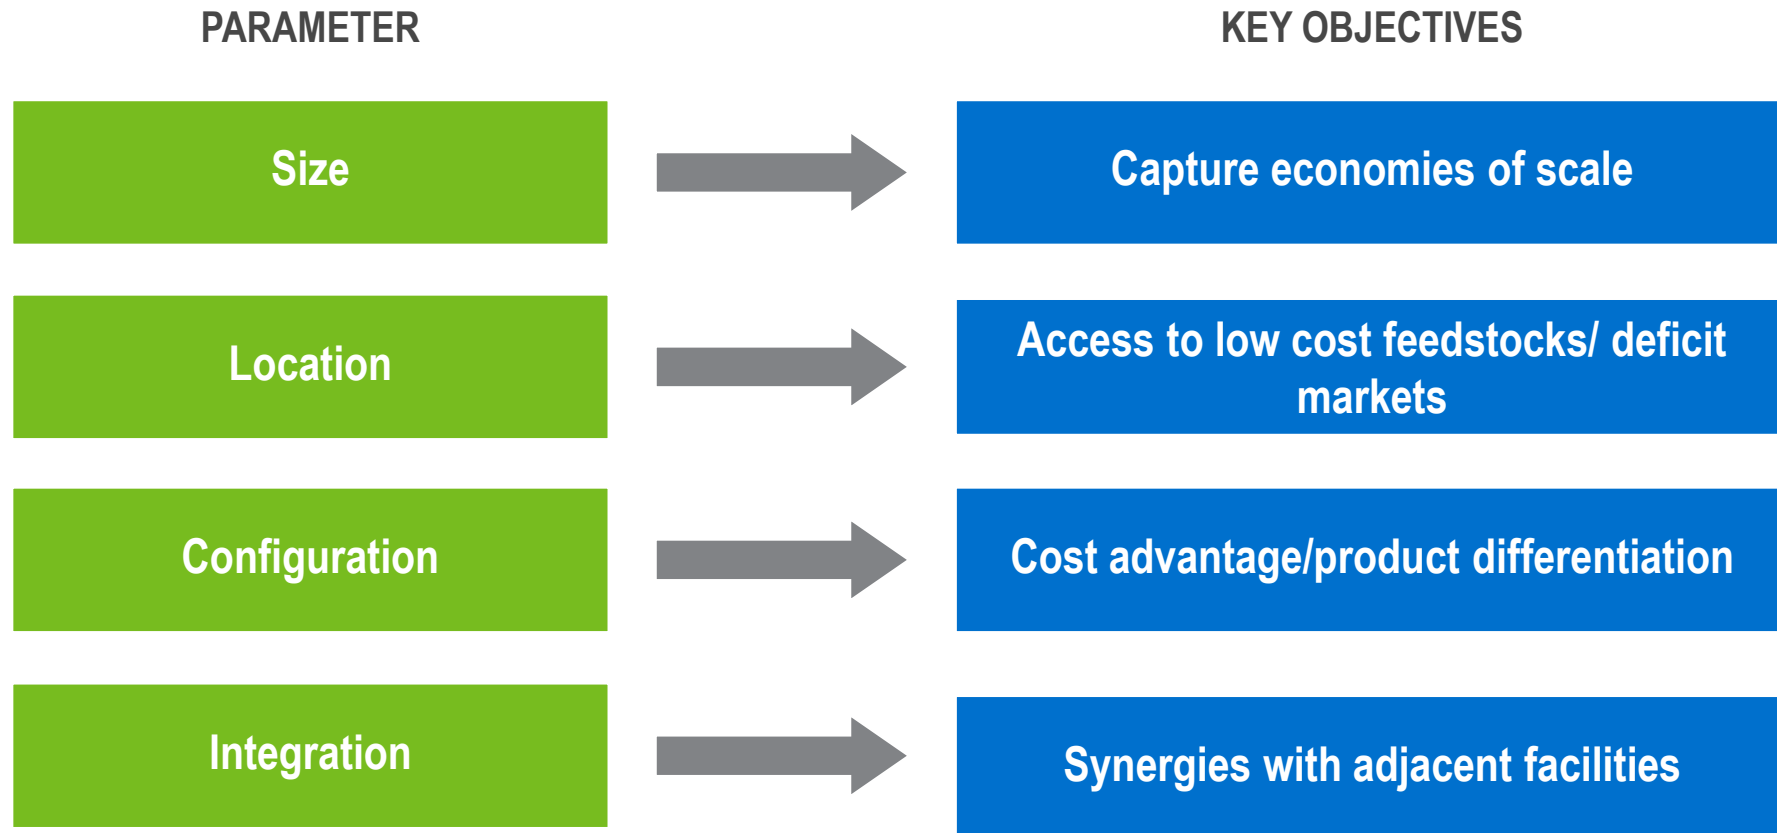 PARAMETER
KEY OBJECTIVES
Size
Capture economies of scale
Location
Access to low cost feedstocks/ deficit
markets
Configuration
Cost advantage/product differentiation
Integration
Synergies with adjacent facilities